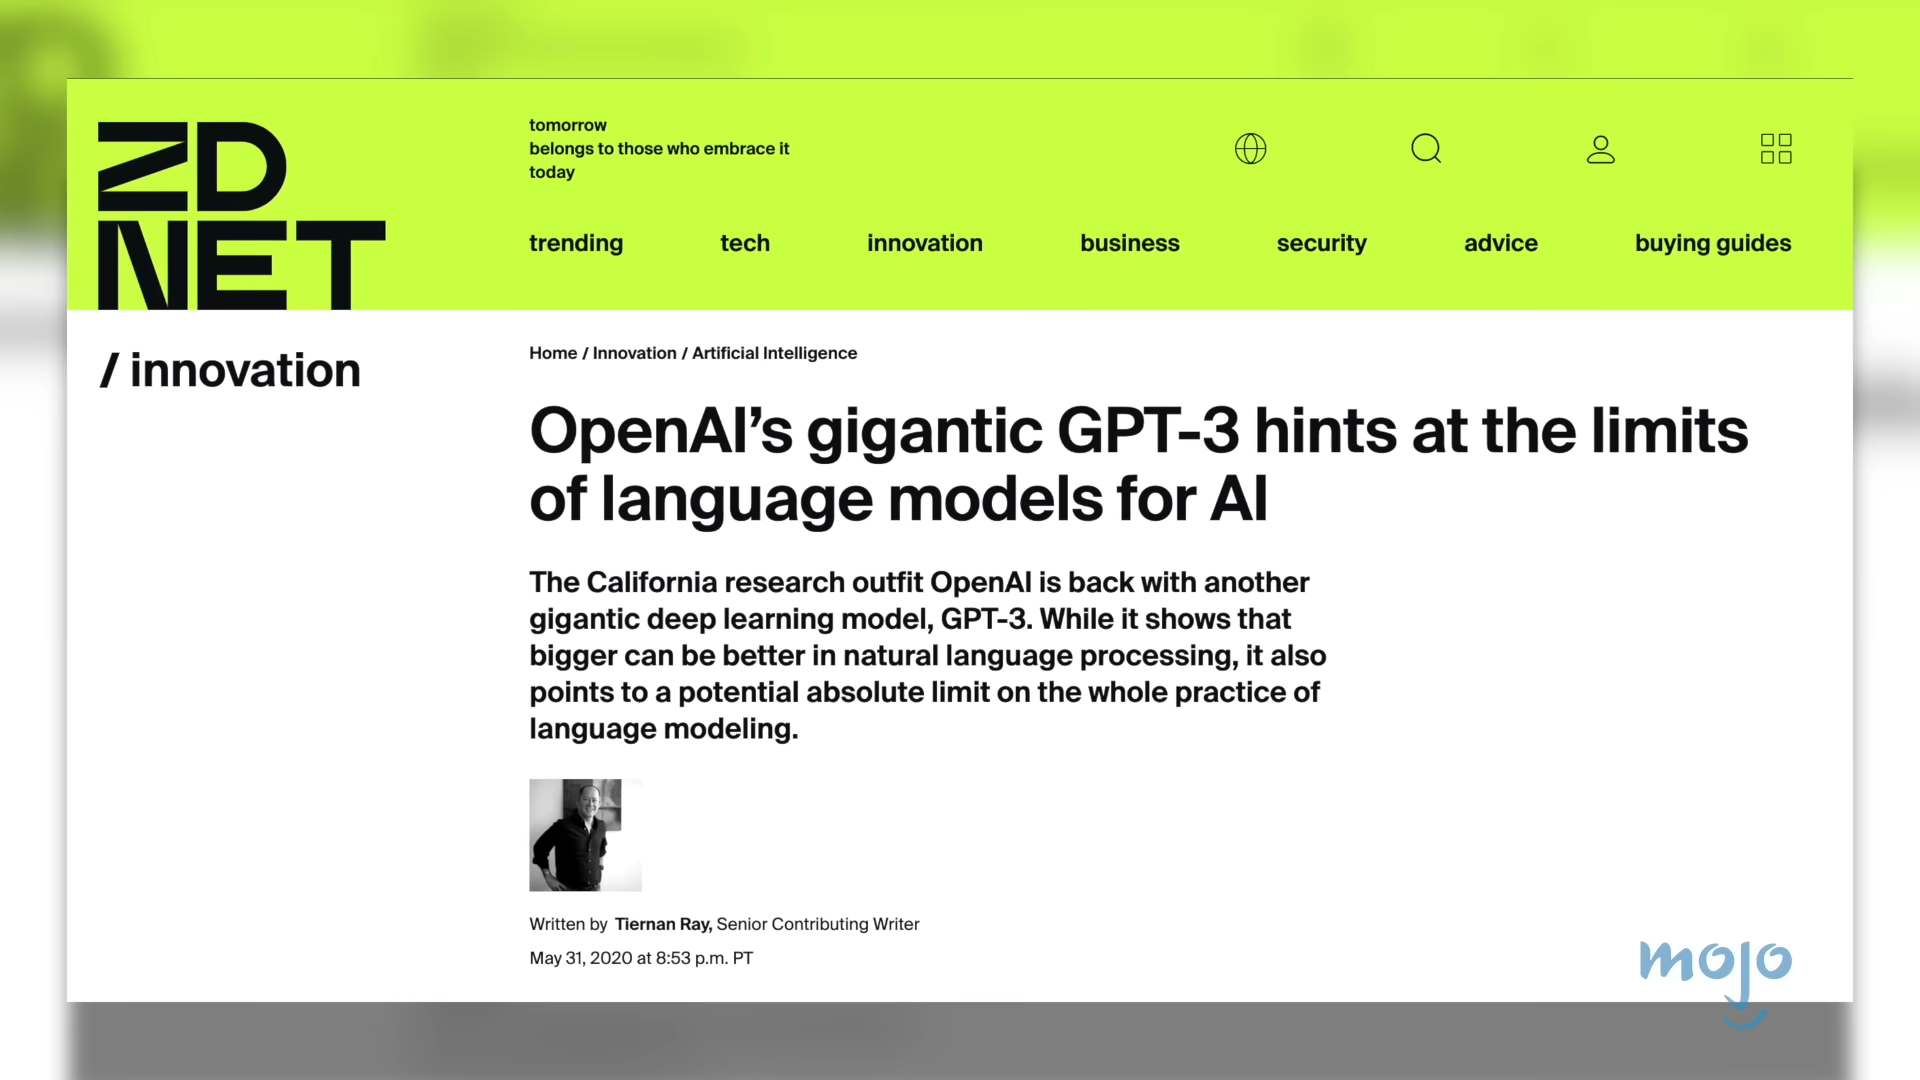 ZD
NET
tomorrow
belongs to those who embrace it
today
trending tech innovation business security advice buying guides
/ innovation
Home / Innovation / Artificial Intelligence
OpenAI’s gigantic GPT-3 hints at the limits
of language models for AI
The California research outfit OpenAI is back with another
gigantic deep learning model, GPT-3. While it shows that
bigger can be better in natural language processing, it also
points to a potential absolute limit on the whole practice of
language modeling.
Written by Tiernan Ray, Senior Contributing Writer
May 31, 2020 at 8:53 p.m. PT
mojo